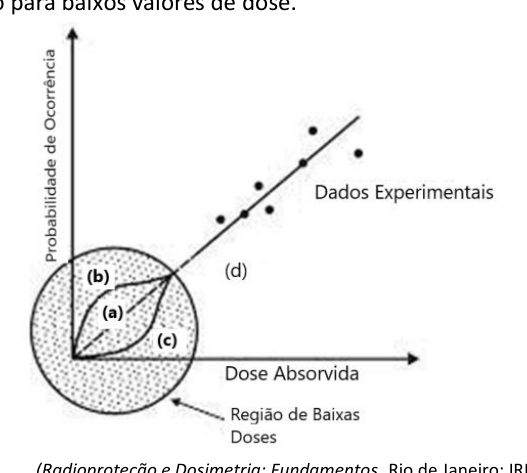 o para baixos valores de dose.
Probabilidade de Ocorrência
Dados Experimentais
(d)
(b)
(a)
(c)
Dose Absorvida
Região de Baixas
Doses
(Radioproteção e Dosimetria: Fundamentos. Rio de Janeiro: IR